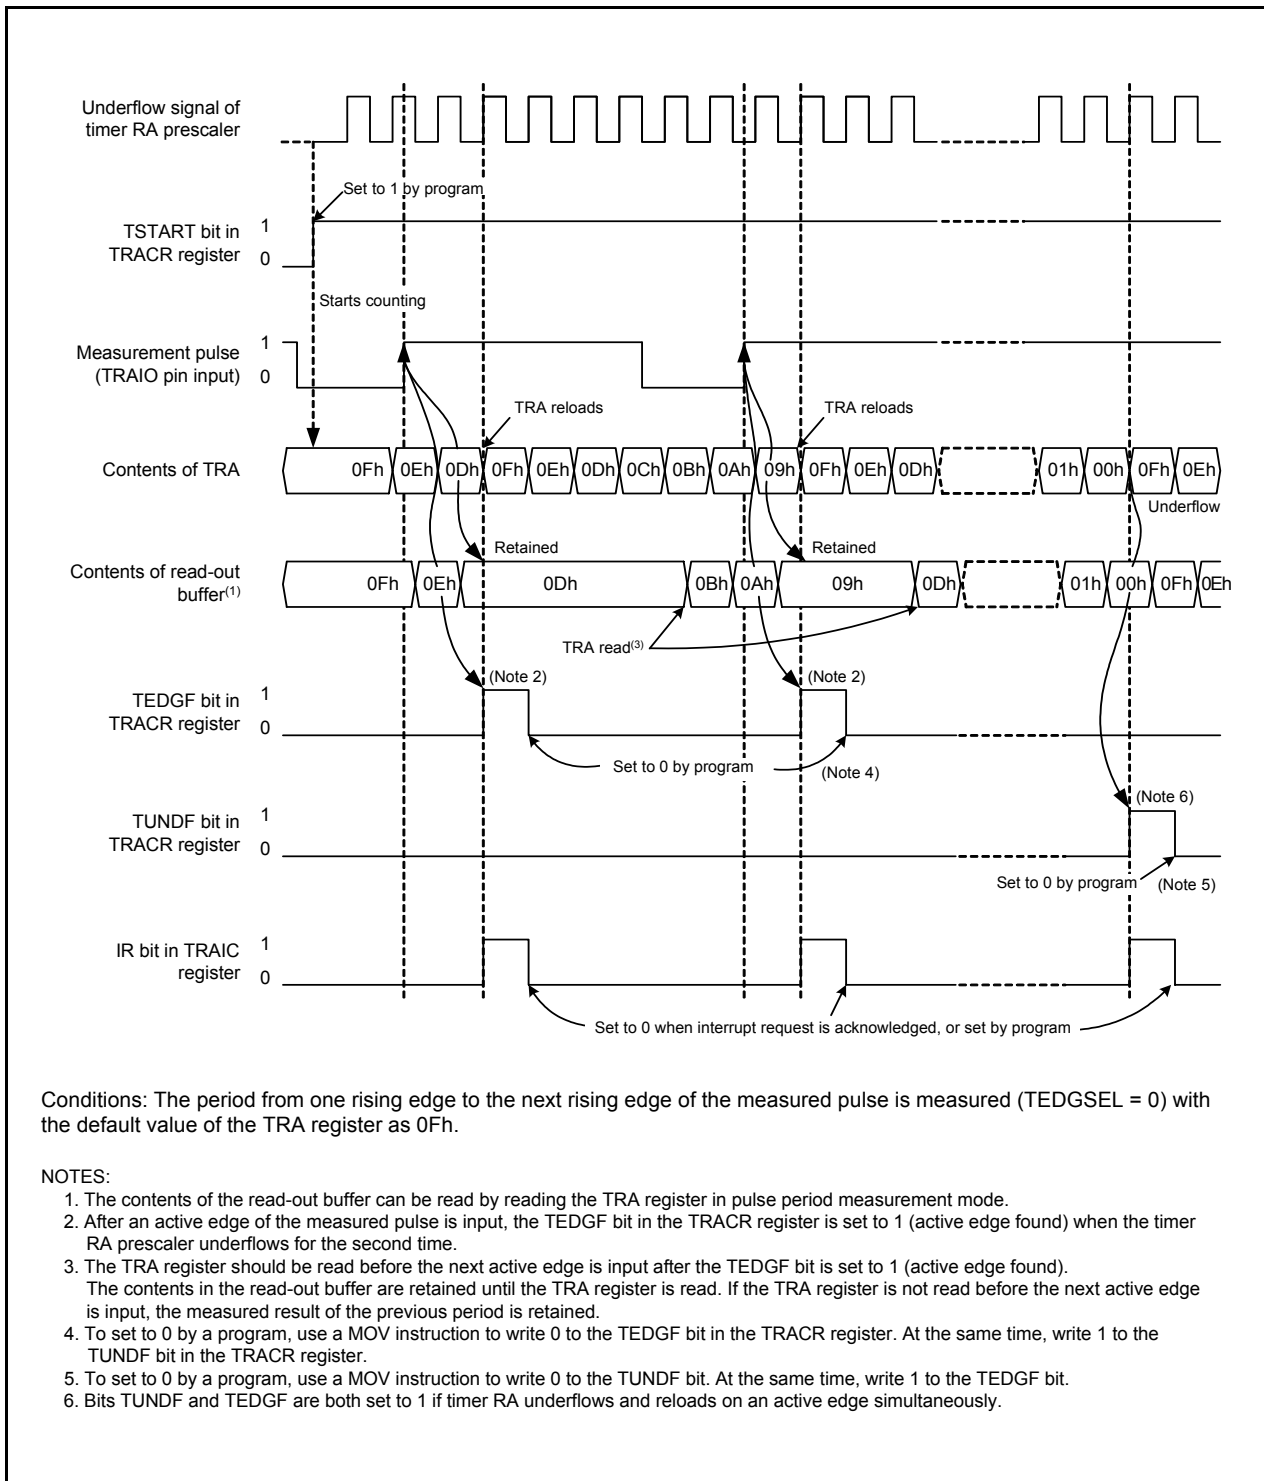 Underflow signal of
timer RA prescaler
Set to 1 by program
TSTART bit in
TRACR register
1
0
Starts counting
Measurement pulse
(TRAIO pin input)
1
0
TRA reloads
TRA reloads
Contents of TRA
0Fh 0Eh 0Dh 0Fh 0Eh 0Dh 0Ch 0Bh 0Ah 09h 0Fh 0Eh 0Dh 01h 00h 0Fh 0Eh
Underflow
Retained
Retained
Contents of read-out
buffer(1)
0Fh 0Eh 0Dh 0Bh 0Ah 09h 0Dh 01h 00h 0Fh 0Eh
TRA read(3)
(Note 2)
(Note 2)
TEDGF bit in
TRACR register
1
0
Set to 0 by program
(Note 4)
(Note 6)
TUNDF bit in
TRACR register
1
0
Set to 0 by program
(Note 5)
IR bit in TRAIC
register
1
0
Set to 0 when interrupt request is acknowledged, or set by program
Conditions: The period from one rising edge to the next rising edge of the measured pulse is measured (TEDGSEL = 0) with
the default value of the TRA register as 0Fh.
NOTES:
1. The contents of the read-out buffer can be read by reading the TRA register in pulse period measurement mode.
2. After an active edge of the measured pulse is input, the TEDGF bit in the TRACR register is set to 1 (active edge found) when the timer
RA prescaler underflows for the second time.
3. The TRA register should be read before the next active edge is input after the TEDGF bit is set to 1 (active edge found).
The contents in the read-out buffer are retained until the TRA register is read. If the TRA register is not read before the next active edge
is input, the measured result of the previous period is retained.
4. To set to 0 by a program, use a MOV instruction to write 0 to the TEDGF bit in the TRACR register. At the same time, write 1 to the
TUNDF bit in the TRACR register.
5. To set to 0 by a program, use a MOV instruction to write 0 to the TUNDF bit. At the same time, write 1 to the TEDGF bit.
6. Bits TUNDF and TEDGF are both set to 1 if timer RA underflows and reloads on an active edge simultaneously.